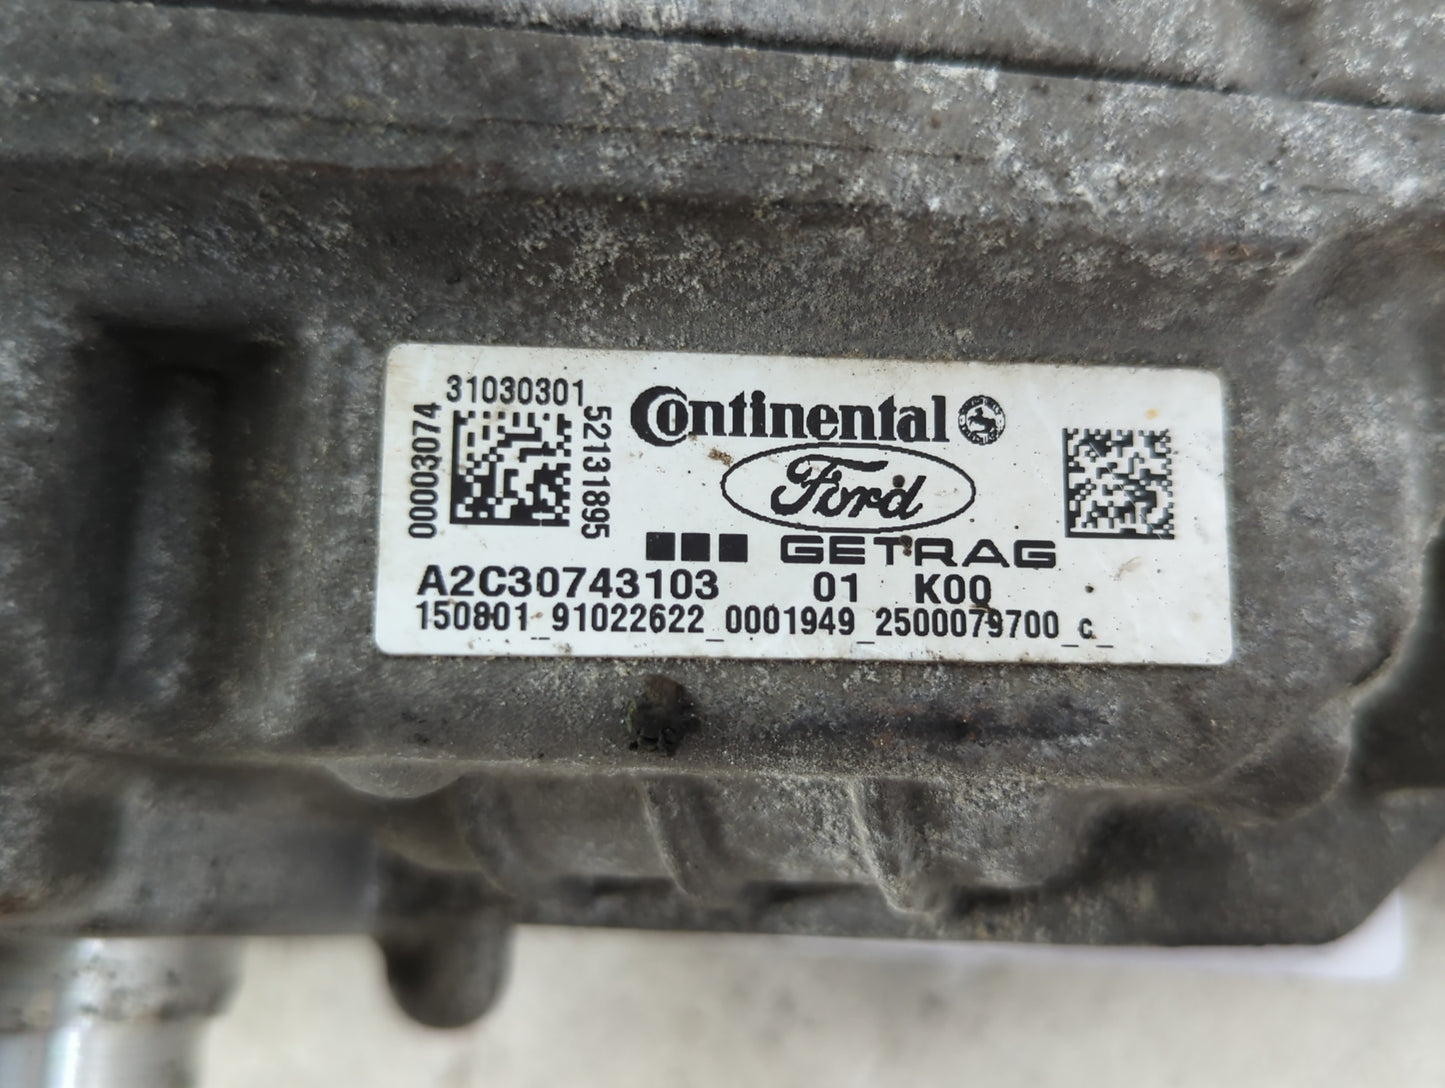 31030301
00003074
52131895
Continental
Ford
GETRAG
A2C30743103 01 K00
150801_91022622_0001949_2500079700_c_ _